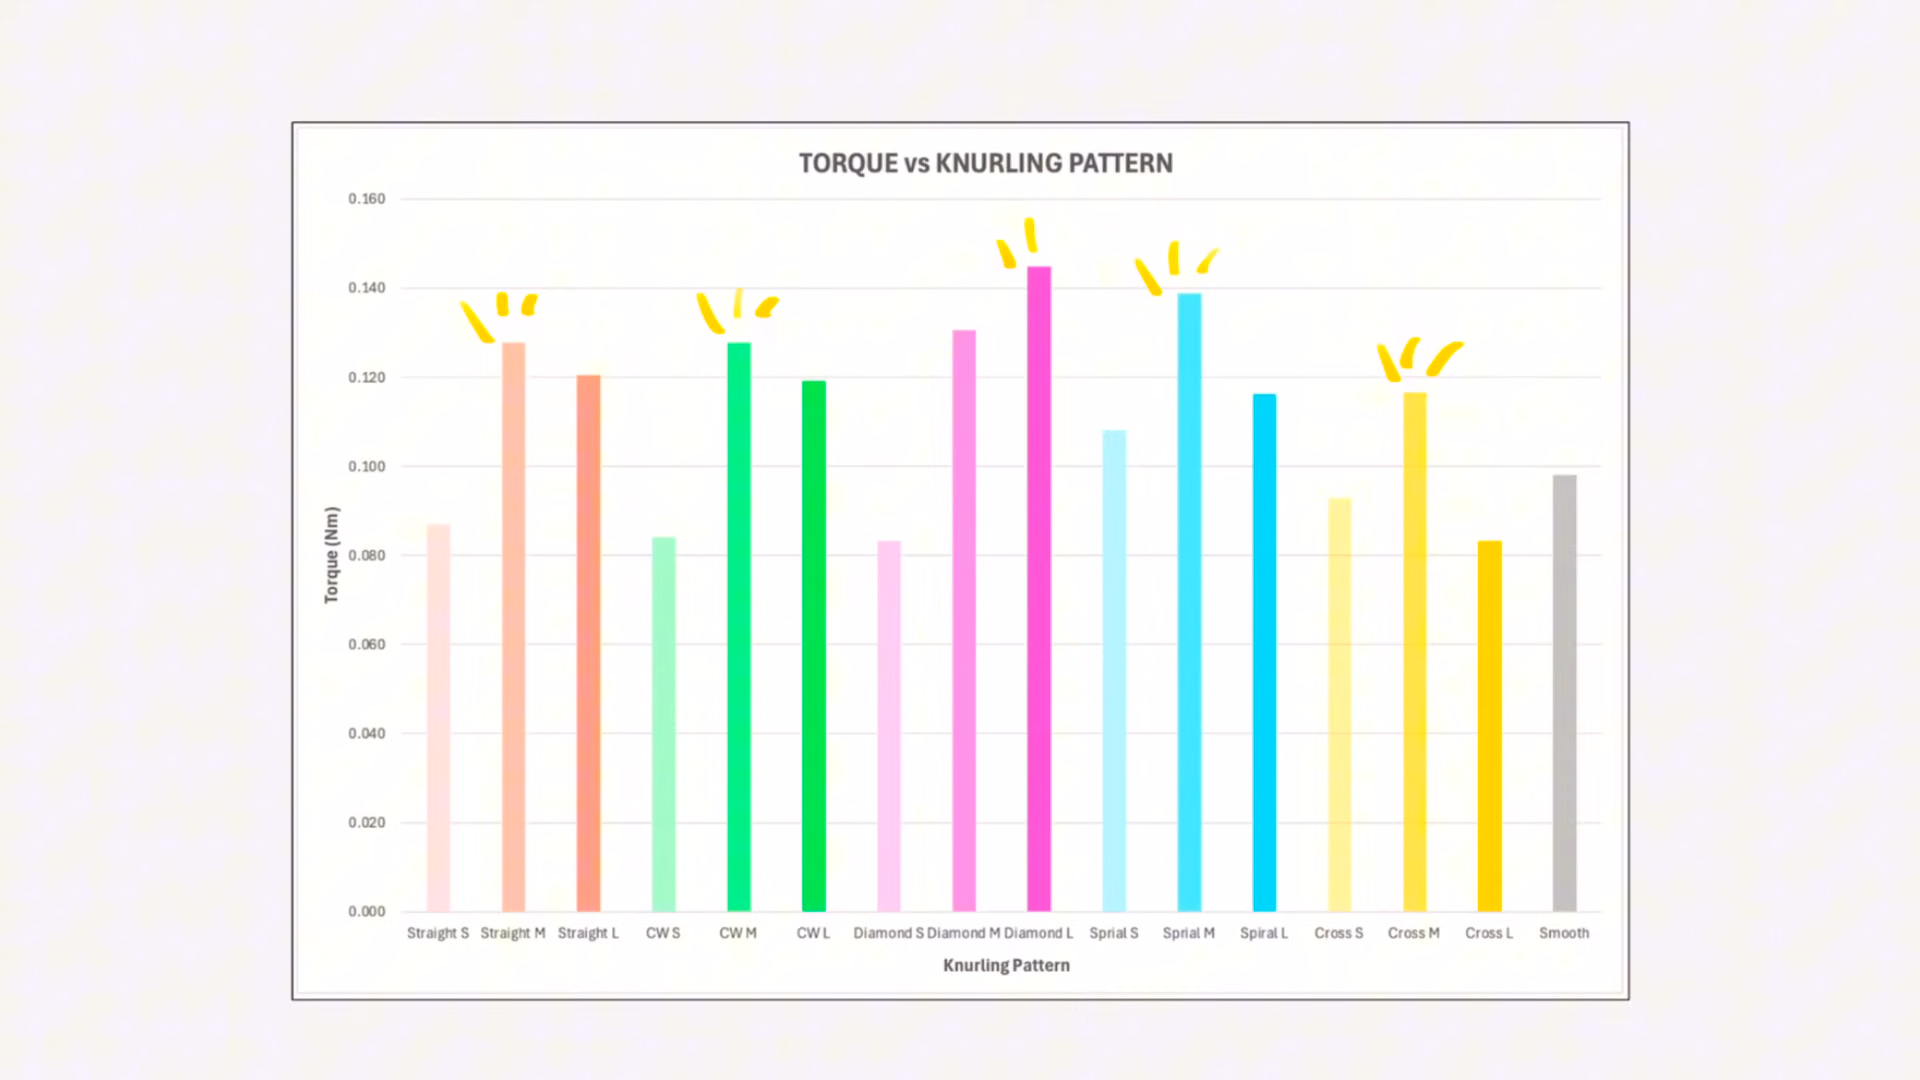 TORQUE vs KNURLING PATTERN
0.160
0.140
0.120
0.100
0.080
0.060
0.040
0.020
0.000
Torque (Nm)
Straight S Straight M Straight L CW S CW M CW L Diamond S Diamond M Diamond L Sprial S Sprial M Spiral L Cross S Cross M Cross L Smooth
Knurling Pattern